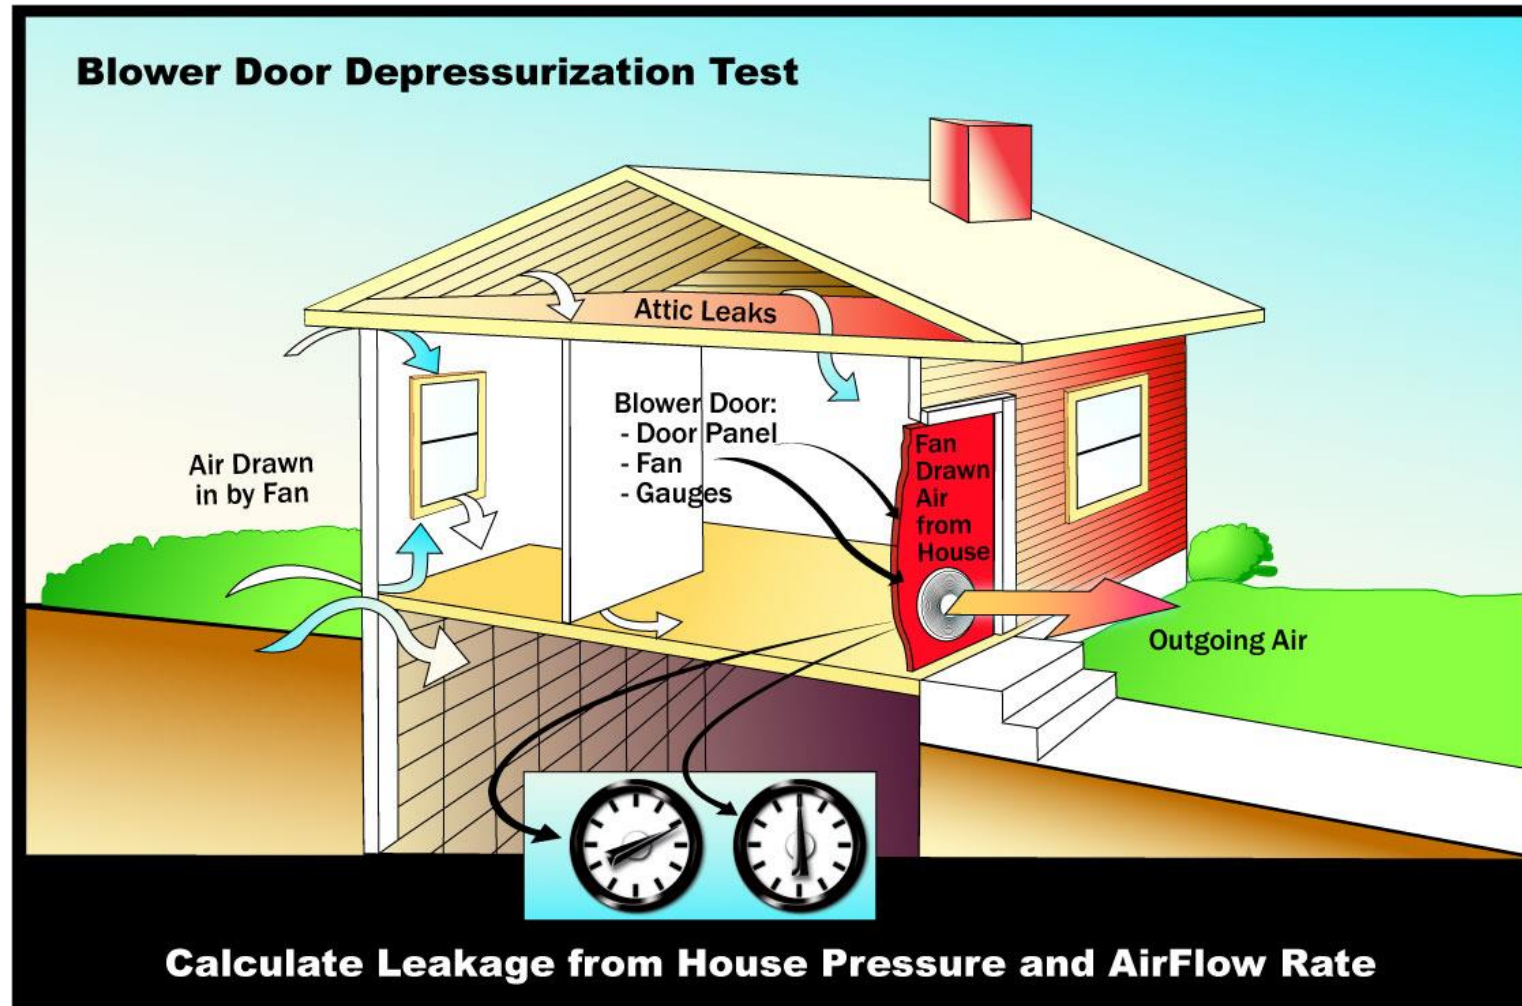 Blower Door Depressurization Test
Attic Leaks
Blower Door:
- Door Panel
- Fan
- Gauges
Fan
Drawn
Air
from
House
Air Drawn
in by Fan
Outgoing Air
Calculate Leakage from House Pressure and AirFlow Rate